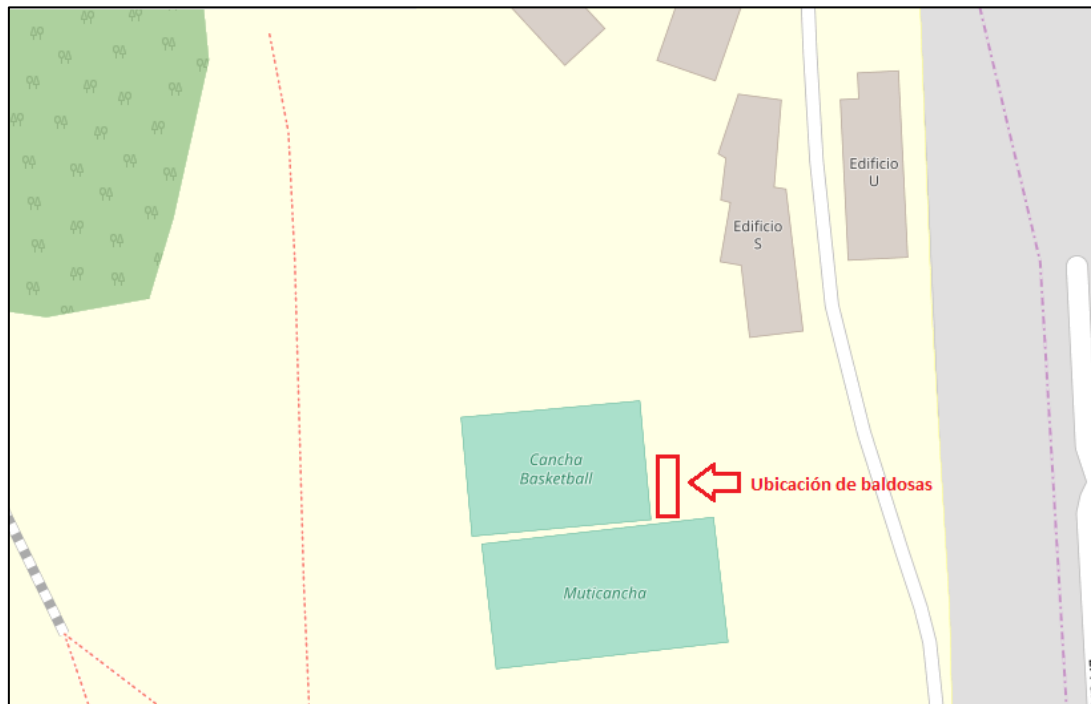 Edificio
U
Edificio
S
Cancha
Basketball
Ubicación de baldosas
Muticancha